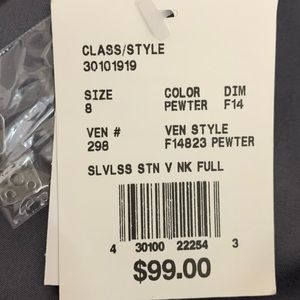 CLASS/STYLE
30101919
SIZE COLOR DIM
8 PEWTER F14
VEN # VEN STYLE
298 F14823 PEWTER
SLVLSS STN V NK FULL
4 30100 22254 3
$99.00